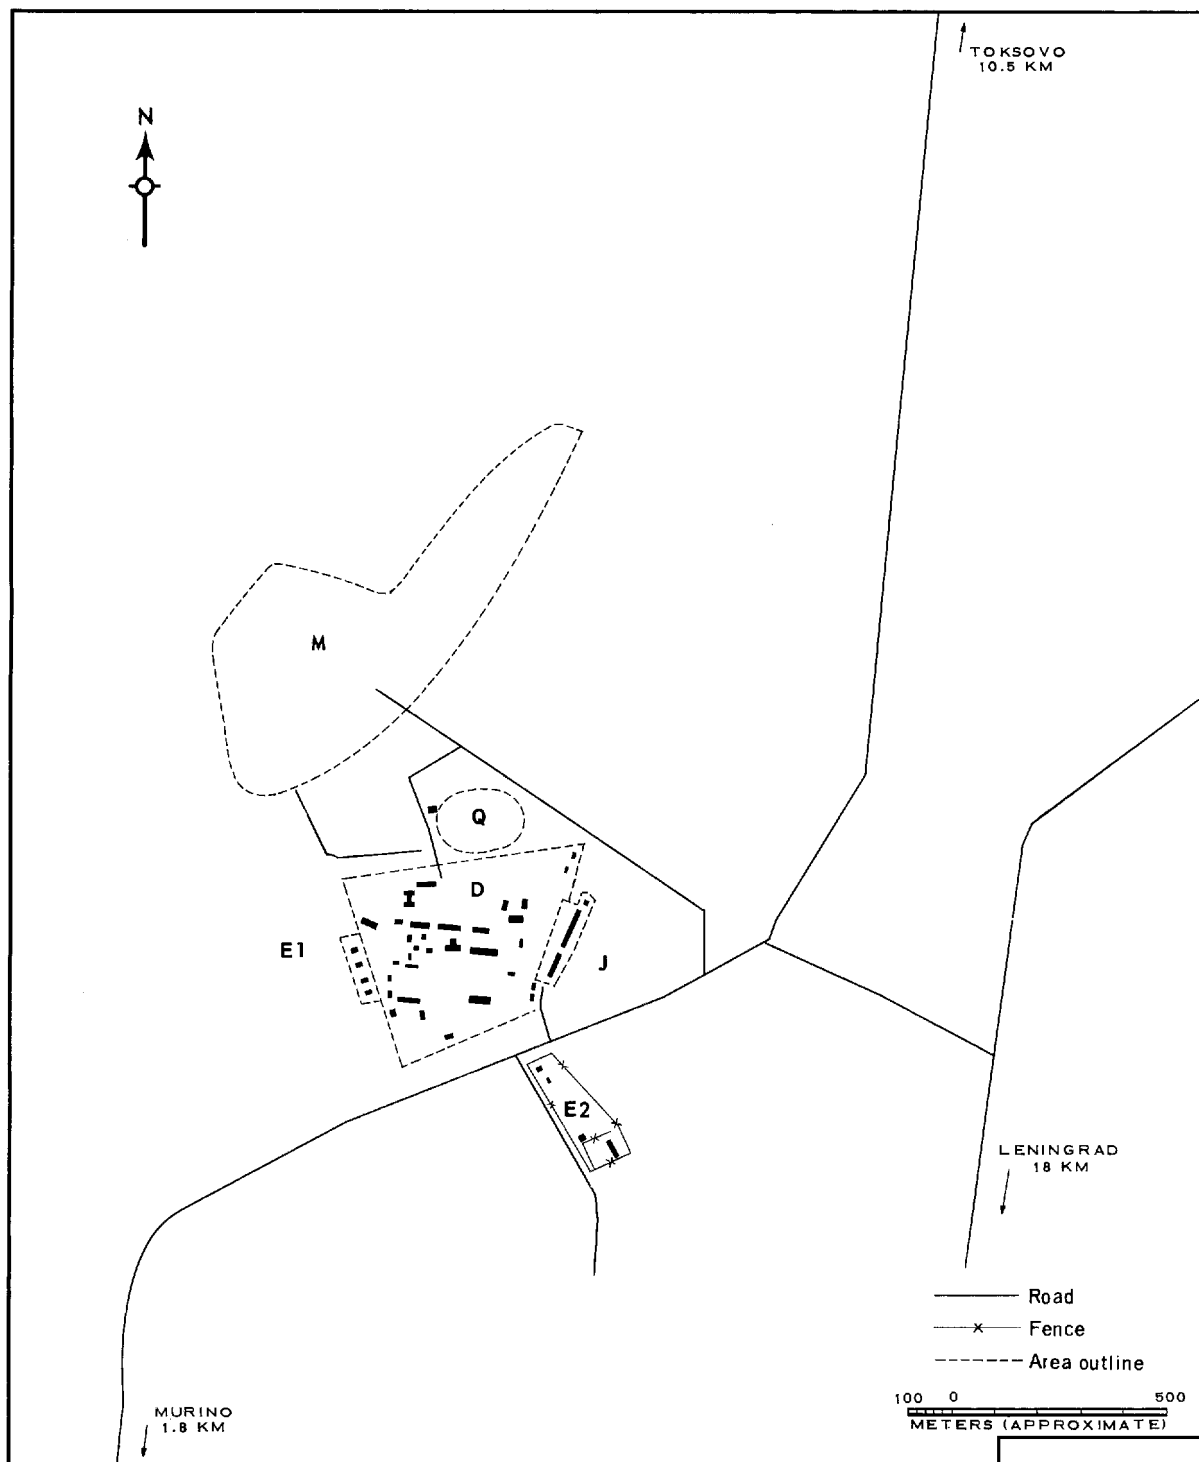 TOKSOVO
10.5 KM
N
M
Q
D
E1
J
E2
LENINGRAD
18 KM
Road
Fence
Area outline
100 0 500
METERS (APPROXIMATE)
MURINO
1.8 KM